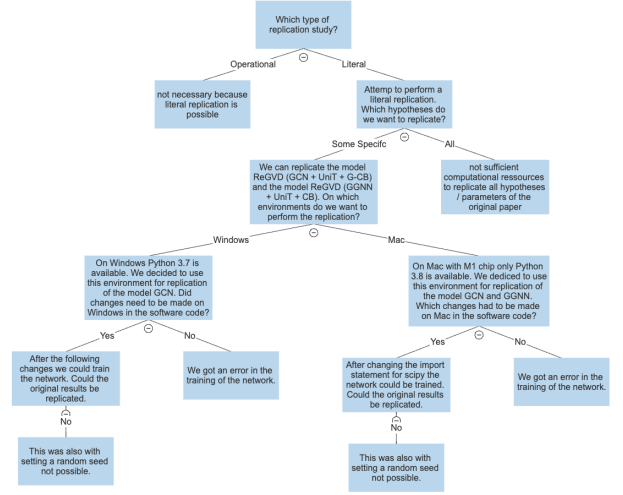 Which type of
replication study?
Operational
Literal
not necessary because
literal replication is
possible
Attemp to perform a
literal replication.
Which hypotheses do
we want to replicate?
Some Specifc
All
We can replicate the model
ReGVD (GCN + UniT + G-CB)
and the model ReGVD (GGNN
+ UniT + CB). On which
environments do we want to
perform the replication?
not sufficient
computational ressources
to replicate all hypotheses
/ parameters of the
original paper
Windows
Mac
On Windows Python 3.7 is
available. We decided to use
this environment for replication
of the model GCN. Did
changes need to be made on
Windows in the software code?
On Mac with M1 chip only Python
3.8 is available. We dediced to use
this environment for replication of
the model GCN and GGNN.
Which changes had to be made
on Mac in the software code?
Yes
No
Yes
No
After the following
changes we could train
the network. Could the
original results be
replicated.
We got an error in the
training of the network.
After changing the import
statement for scipy the
network could be trained.
Could the original results
be replicated.
We got an error in the
training of the network.
No
No
This was also with
setting a random seed
not possible.
This was also with
setting a random seed
not possible.